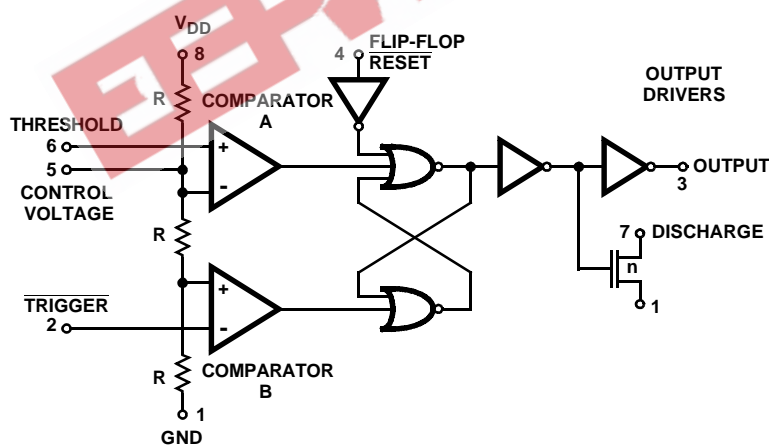 VDD
8
4
FLIP-FLOP
RESET
OUTPUT
DRIVERS
R
COMPARATOR
A
THRESHOLD
6
+
5
-
CONTROL
VOLTAGE
OUTPUT
3
R
7
DISCHARGE
n
1
TRIGGER
2
+
-
R
COMPARATOR
B
1
GND